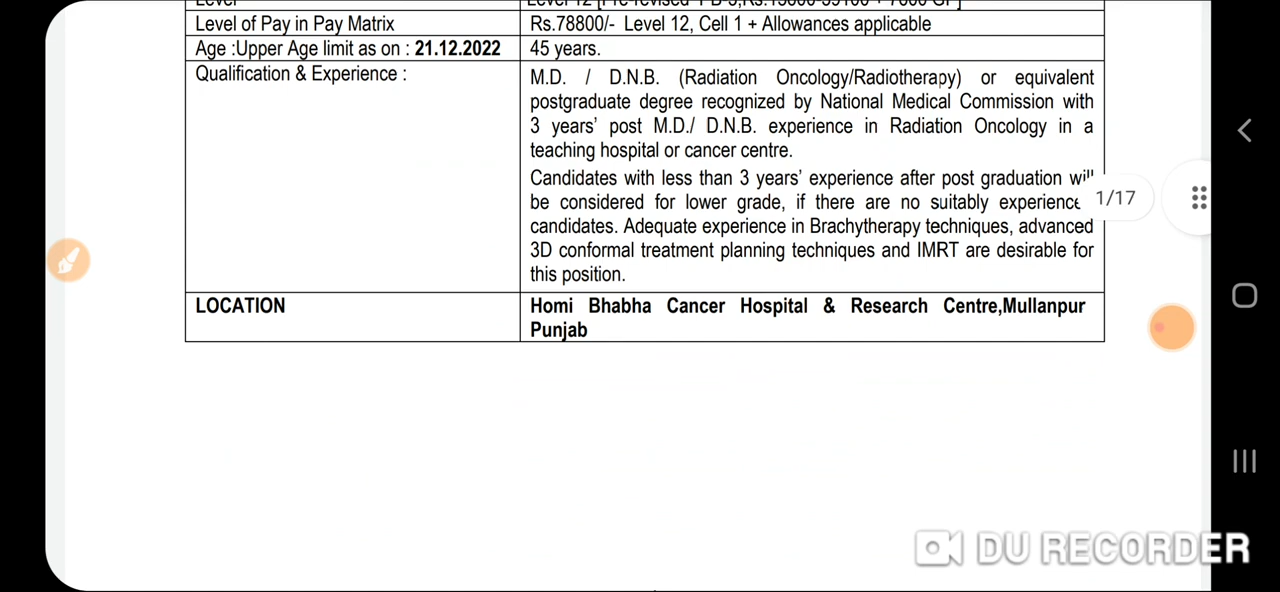 Level
Level of Pay in Pay Matrix
Rs.78800/- Level 12, Cell 1 + Allowances applicable
Age :Upper Age limit as on : 21.12.2022
45 years.
Qualification & Experience :
M.D. / D.N.B. (Radiation Oncology/Radiotherapy) or equivalent
postgraduate degree recognized by National Medical Commission with
3 years' post M.D./ D.N.B. experience in Radiation Oncology in a
teaching hospital or cancer centre.
Candidates with less than 3 years' experience after post graduation will
be considered for lower grade, if there are no suitably experience
candidates. Adequate experience in Brachytherapy techniques, advanced
3D conformal treatment planning techniques and IMRT are desirable for
this position.
LOCATION
Homi Bhabha Cancer Hospital & Research Centre,Mullanpur
Punjab
1/17
DU RECORDER